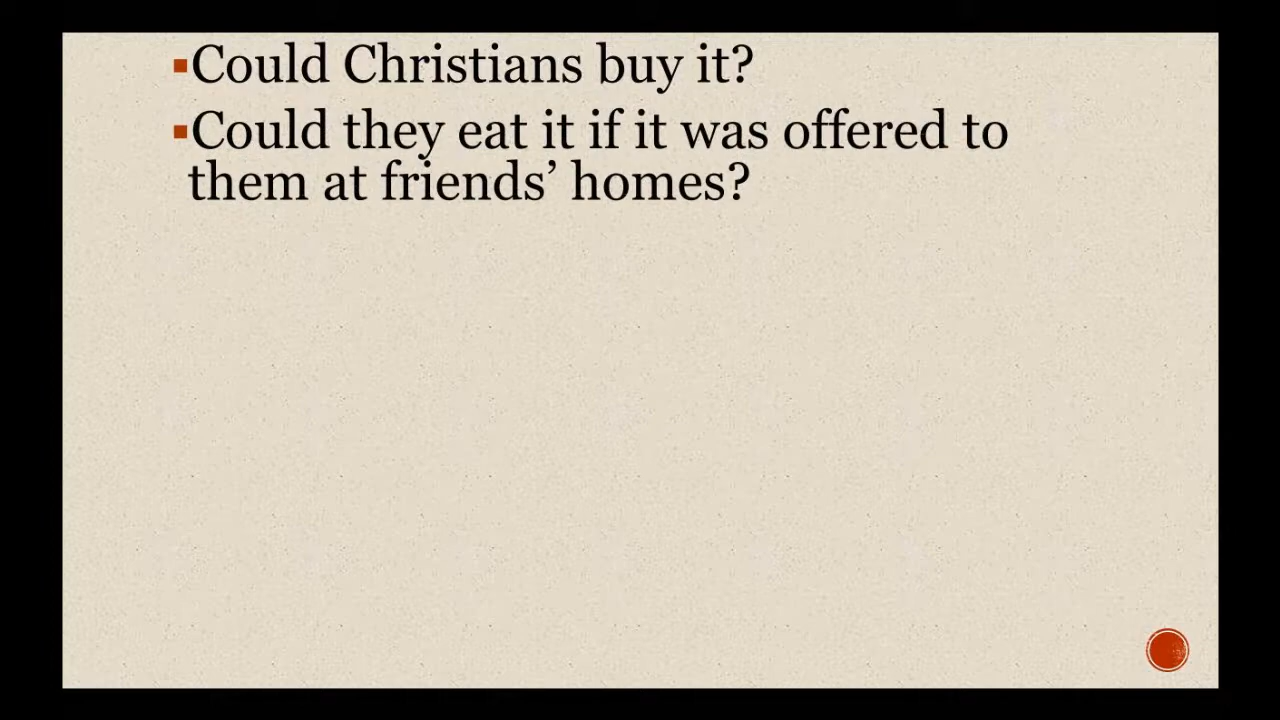 ▪Could Christians buy it?
▪Could they eat it if it was offered to
them at friends’ homes?